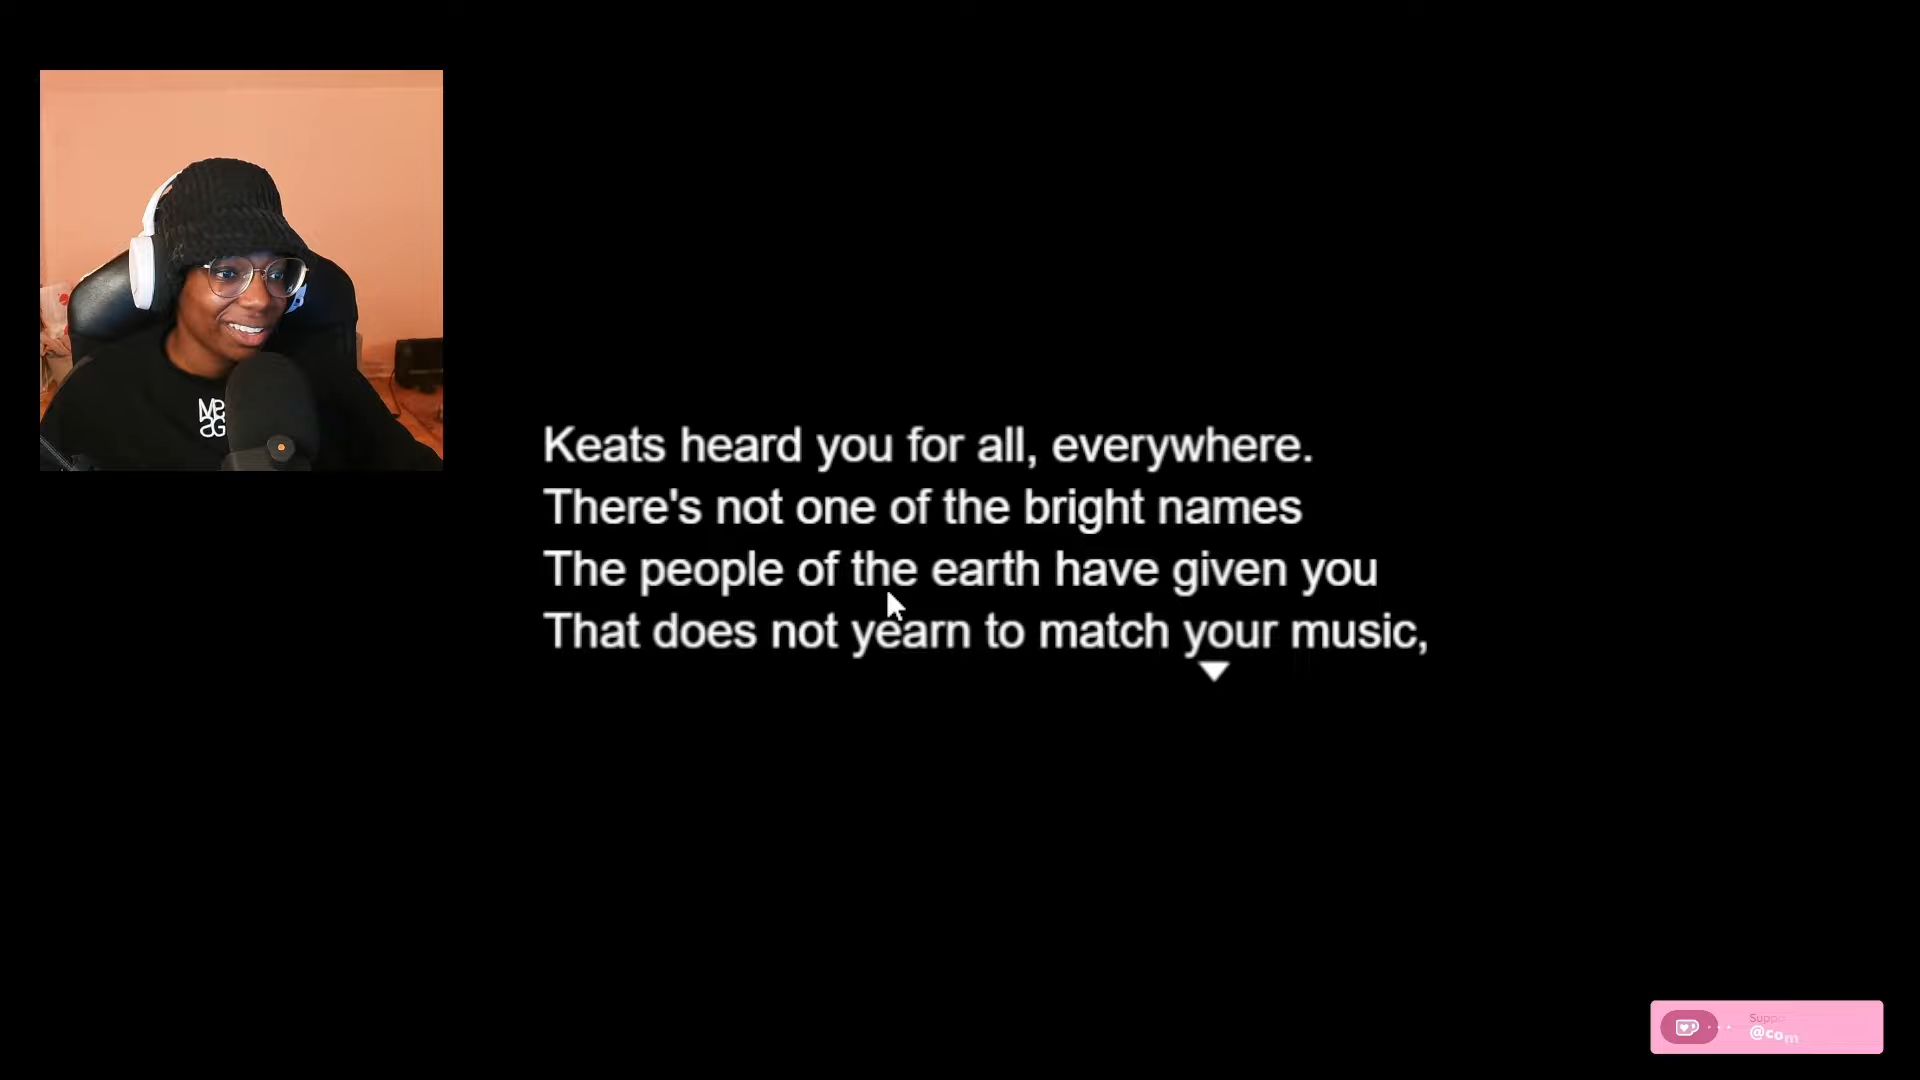 Keats heard you for all, everywhere.
There's not one of the bright names
The people of the earth have given you
That does not yearn to match your music,
@com